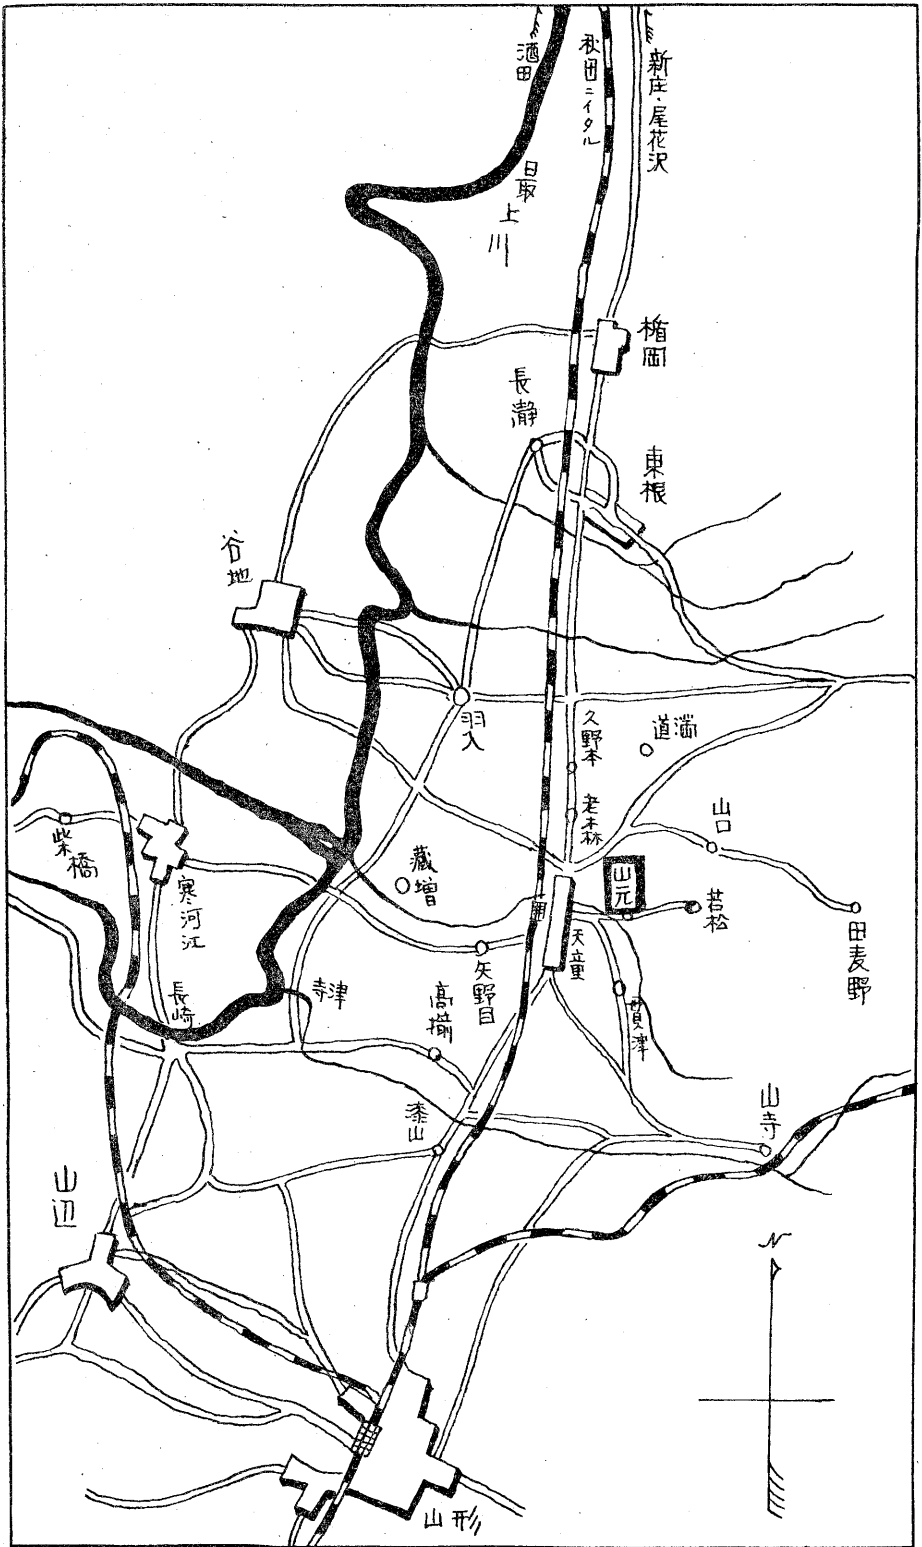 酒田
秋田ニイタル
新庄・尾花沢
最上川
楯岡
長瀞
東根
谷地
羽入
久野本
道満
老森
山口
柴橋
寒河江
蔵増
山元
若松
田麦野
天童
矢野目
寺津
高擶
長崎
貫津
山寺
漆山
山辺
N
山形